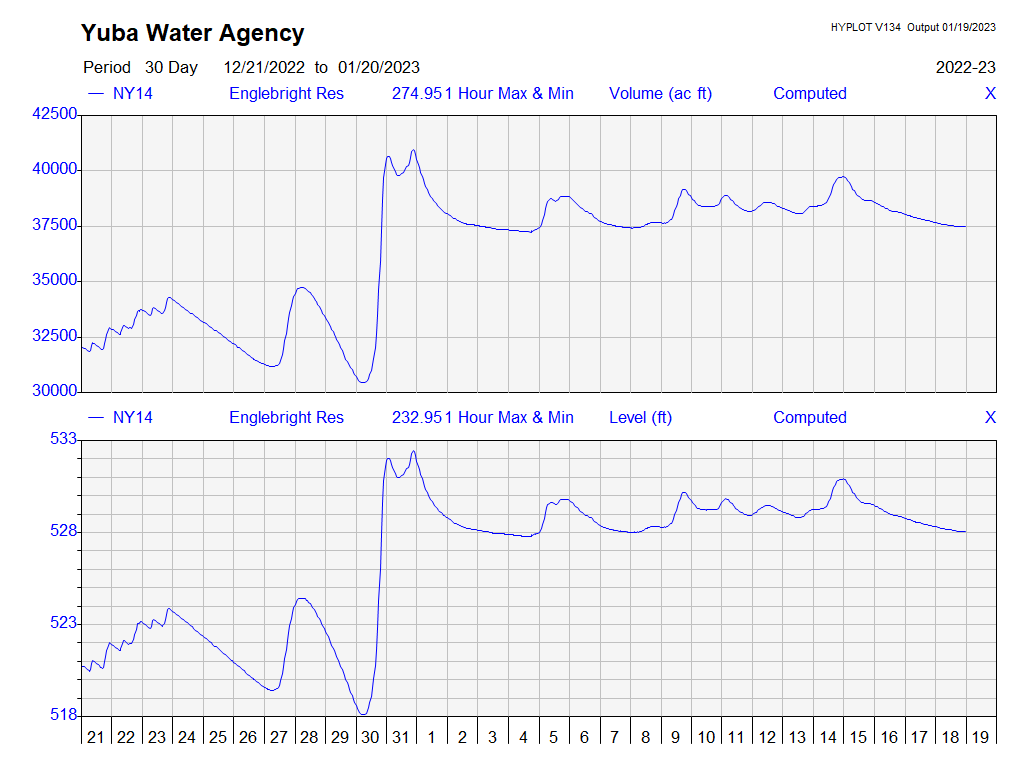 Yuba Water Agency
HYPLOT V134 Output 01/19/2023
Period 30 Day 12/21/2022 to 01/20/2023
2022-23
NY14 Englebright Res 274.951 Hour Max & Min Volume (ac ft) Computed X
42500
40000
37500
35000
32500
30000
NY14 Englebright Res 232.951 Hour Max & Min Level (ft) Computed X
533
528
523
518
21 22 23 24 25 26 27 28 29 30 31 1 2 3 4 5 6 7 8 9 10 11 12 13 14 15 16 17 18 19